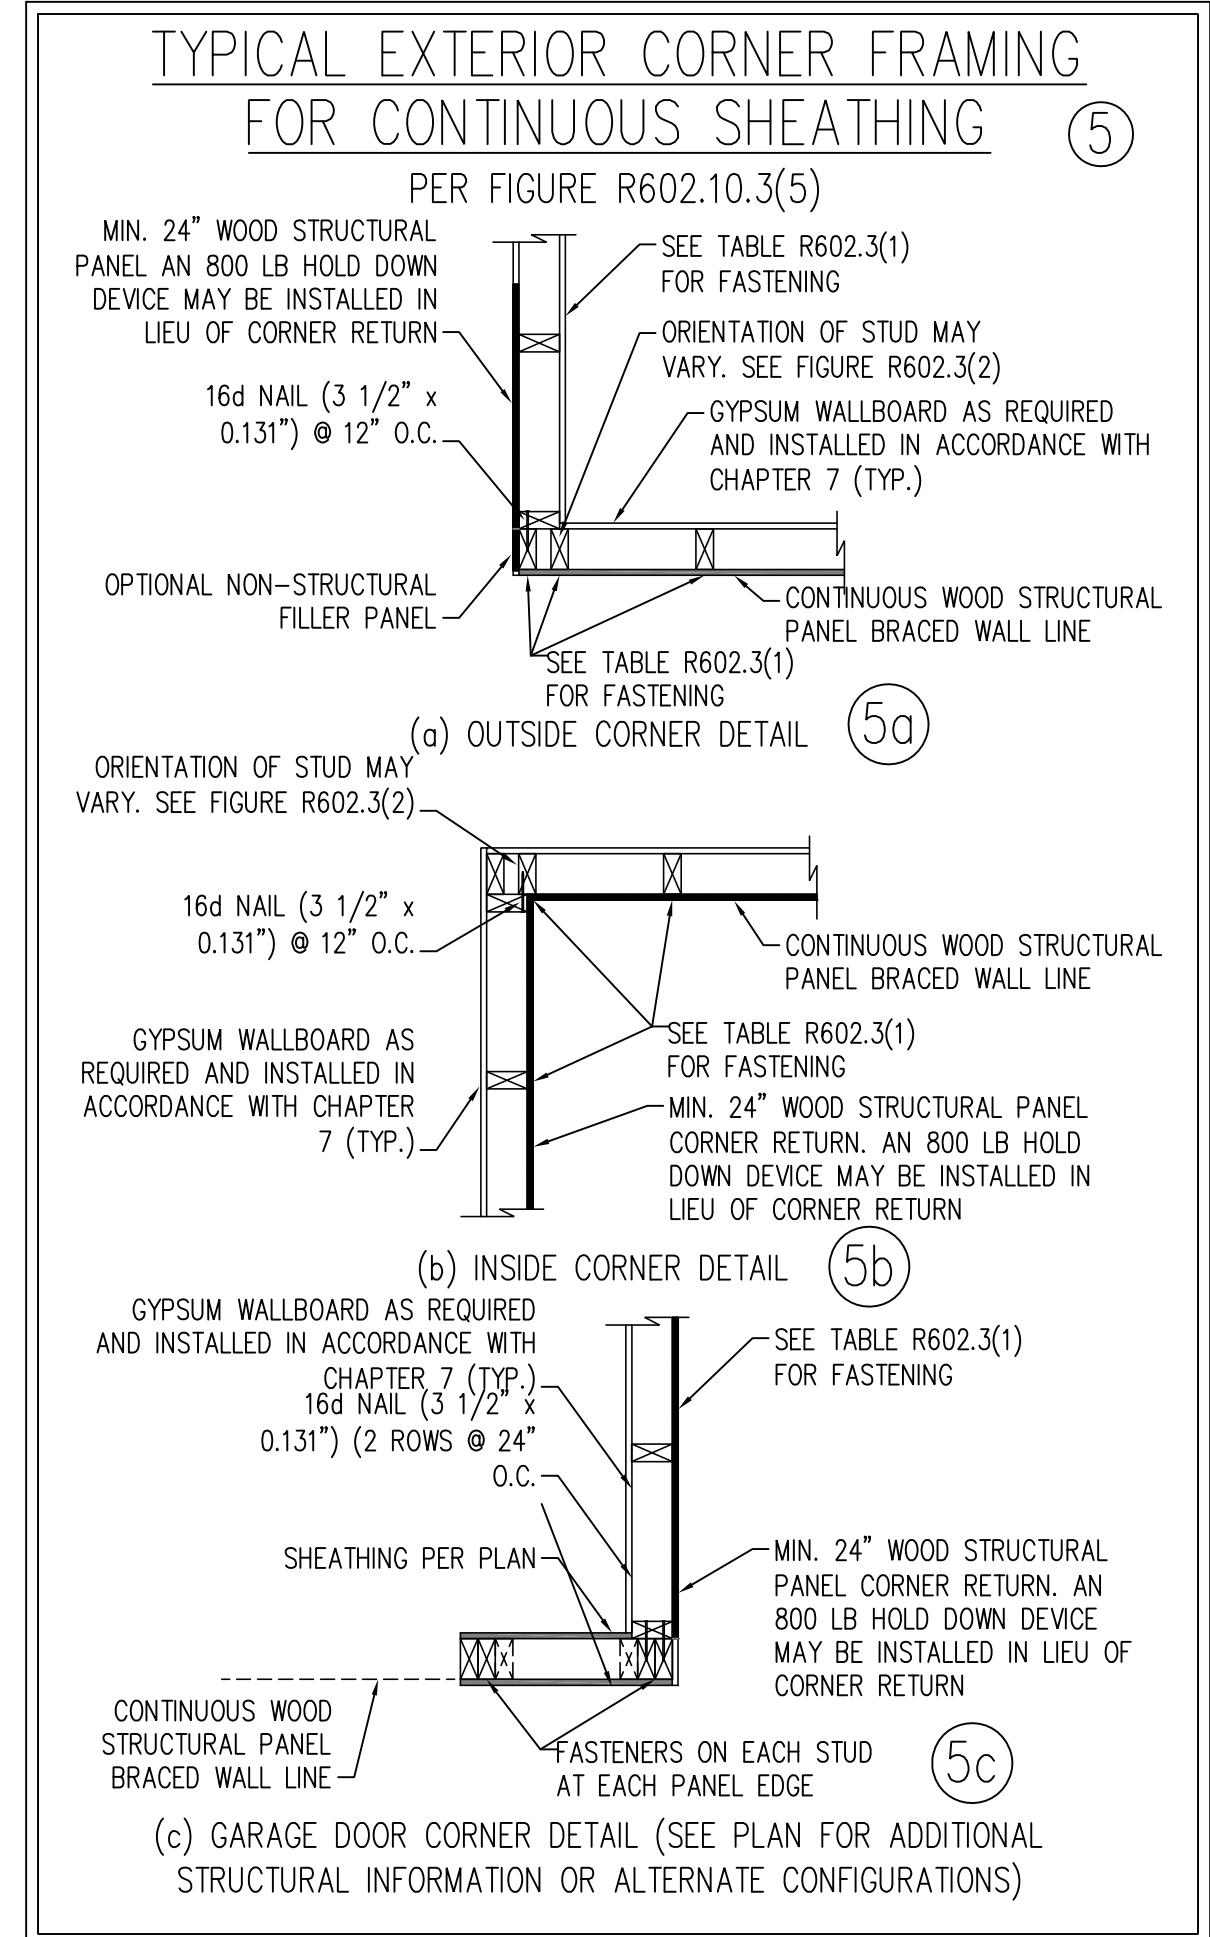 TYPICAL EXTERIOR CORNER FRAMING
FOR CONTINUOUS SHEATHING
5
PER FIGURE R602.10.3(5)
MIN. 24" WOOD STRUCTURAL
PANEL AN 800 LB HOLD DOWN
DEVICE MAY BE INSTALLED IN
LIEU OF CORNER RETURN
16d NAIL (3 1/2" x
0.131") @ 12" O.C.
OPTIONAL NON-STRUCTURAL
FILLER PANEL
SEE TABLE R602.3(1)
FOR FASTENING
ORIENTATION OF STUD MAY
VARY. SEE FIGURE R602.3(2)
GYPSUM WALLBOARD AS REQUIRED
AND INSTALLED IN ACCORDANCE WITH
CHAPTER 7 (TYP.)
CONTINUOUS WOOD STRUCTURAL
PANEL BRACED WALL LINE
SEE TABLE R602.3(1)
FOR FASTENING
(a) OUTSIDE CORNER DETAIL
5a
ORIENTATION OF STUD MAY
VARY. SEE FIGURE R602.3(2)
16d NAIL (3 1/2" x
0.131") @ 12" O.C.
GYPSUM WALLBOARD AS
REQUIRED AND INSTALLED IN
ACCORDANCE WITH CHAPTER
7 (TYP.)
CONTINUOUS WOOD STRUCTURAL
PANEL BRACED WALL LINE
SEE TABLE R602.3(1)
FOR FASTENING
MIN. 24" WOOD STRUCTURAL PANEL
CORNER RETURN. AN 800 LB HOLD
DOWN DEVICE MAY BE INSTALLED IN
LIEU OF CORNER RETURN
(b) INSIDE CORNER DETAIL
5b
GYPSUM WALLBOARD AS REQUIRED
AND INSTALLED IN ACCORDANCE WITH
CHAPTER 7 (TYP.)
16d NAIL (3 1/2" x
0.131") (2 ROWS @ 24"
O.C.
SHEATHING PER PLAN
CONTINUOUS WOOD
STRUCTURAL PANEL
BRACED WALL LINE
SEE TABLE R602.3(1)
FOR FASTENING
MIN. 24" WOOD STRUCTURAL
PANEL CORNER RETURN. AN
800 LB HOLD DOWN DEVICE
MAY BE INSTALLED IN LIEU OF
CORNER RETURN
FASTENERS ON EACH STUD
AT EACH PANEL EDGE
5c
(c) GARAGE DOOR CORNER DETAIL (SEE PLAN FOR ADDITIONAL
STRUCTURAL INFORMATION OR ALTERNATE CONFIGURATIONS)